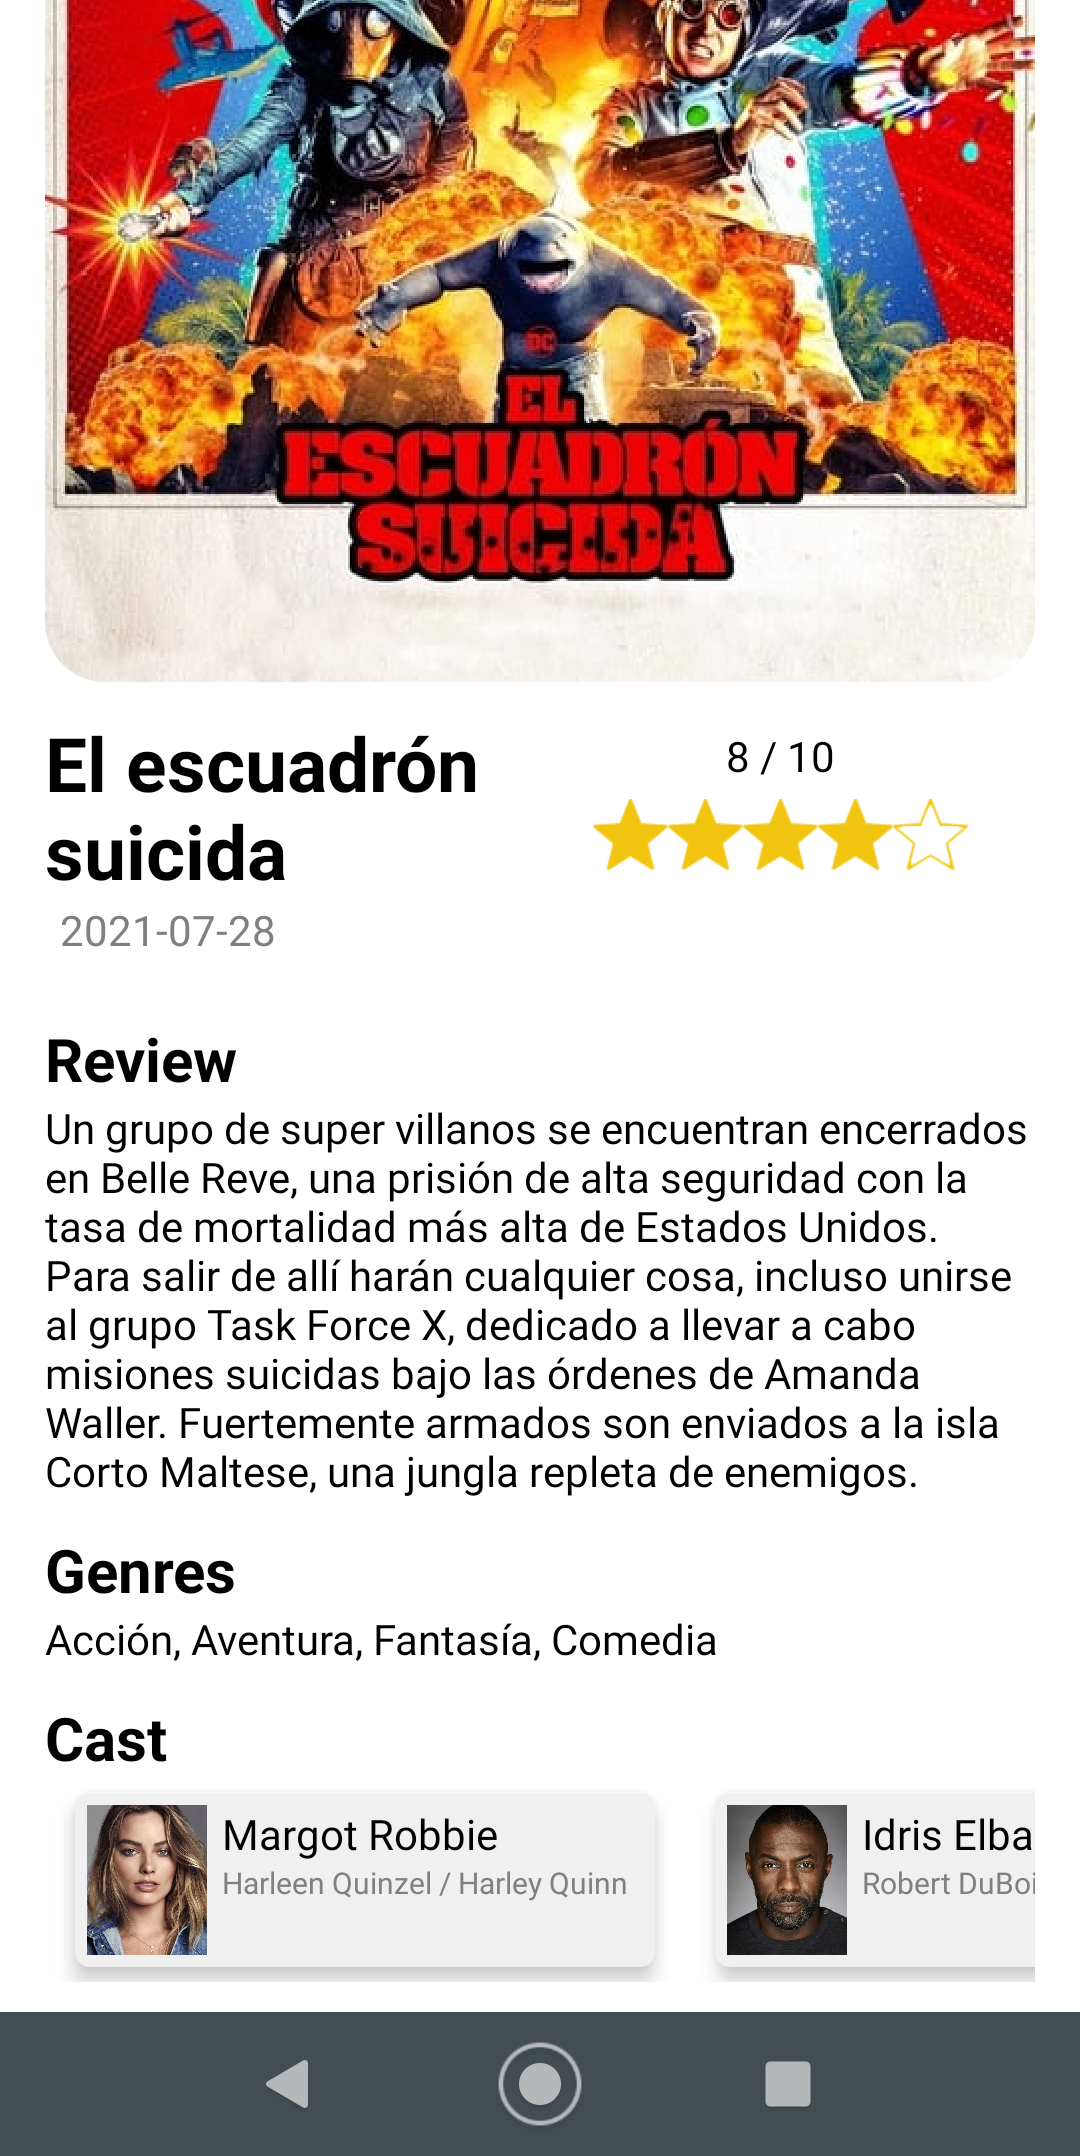 DC
EL
ESCUADRÓN
SUICIDA
El escuadrón
suicida
8 / 10
2021-07-28
Review
Un grupo de super villanos se encuentran encerrados
en Belle Reve, una prisión de alta seguridad con la
tasa de mortalidad más alta de Estados Unidos.
Para salir de allí harán cualquier cosa, incluso unirse
al grupo Task Force X, dedicado a llevar a cabo
misiones suicidas bajo las órdenes de Amanda
Waller. Fuertemente armados son enviados a la isla
Corto Maltese, una jungla repleta de enemigos.
Genres
Acción, Aventura, Fantasía, Comedia
Cast
Margot Robbie
Harleen Quinzel / Harley Quinn
Idris Elba
Robert DuBoi